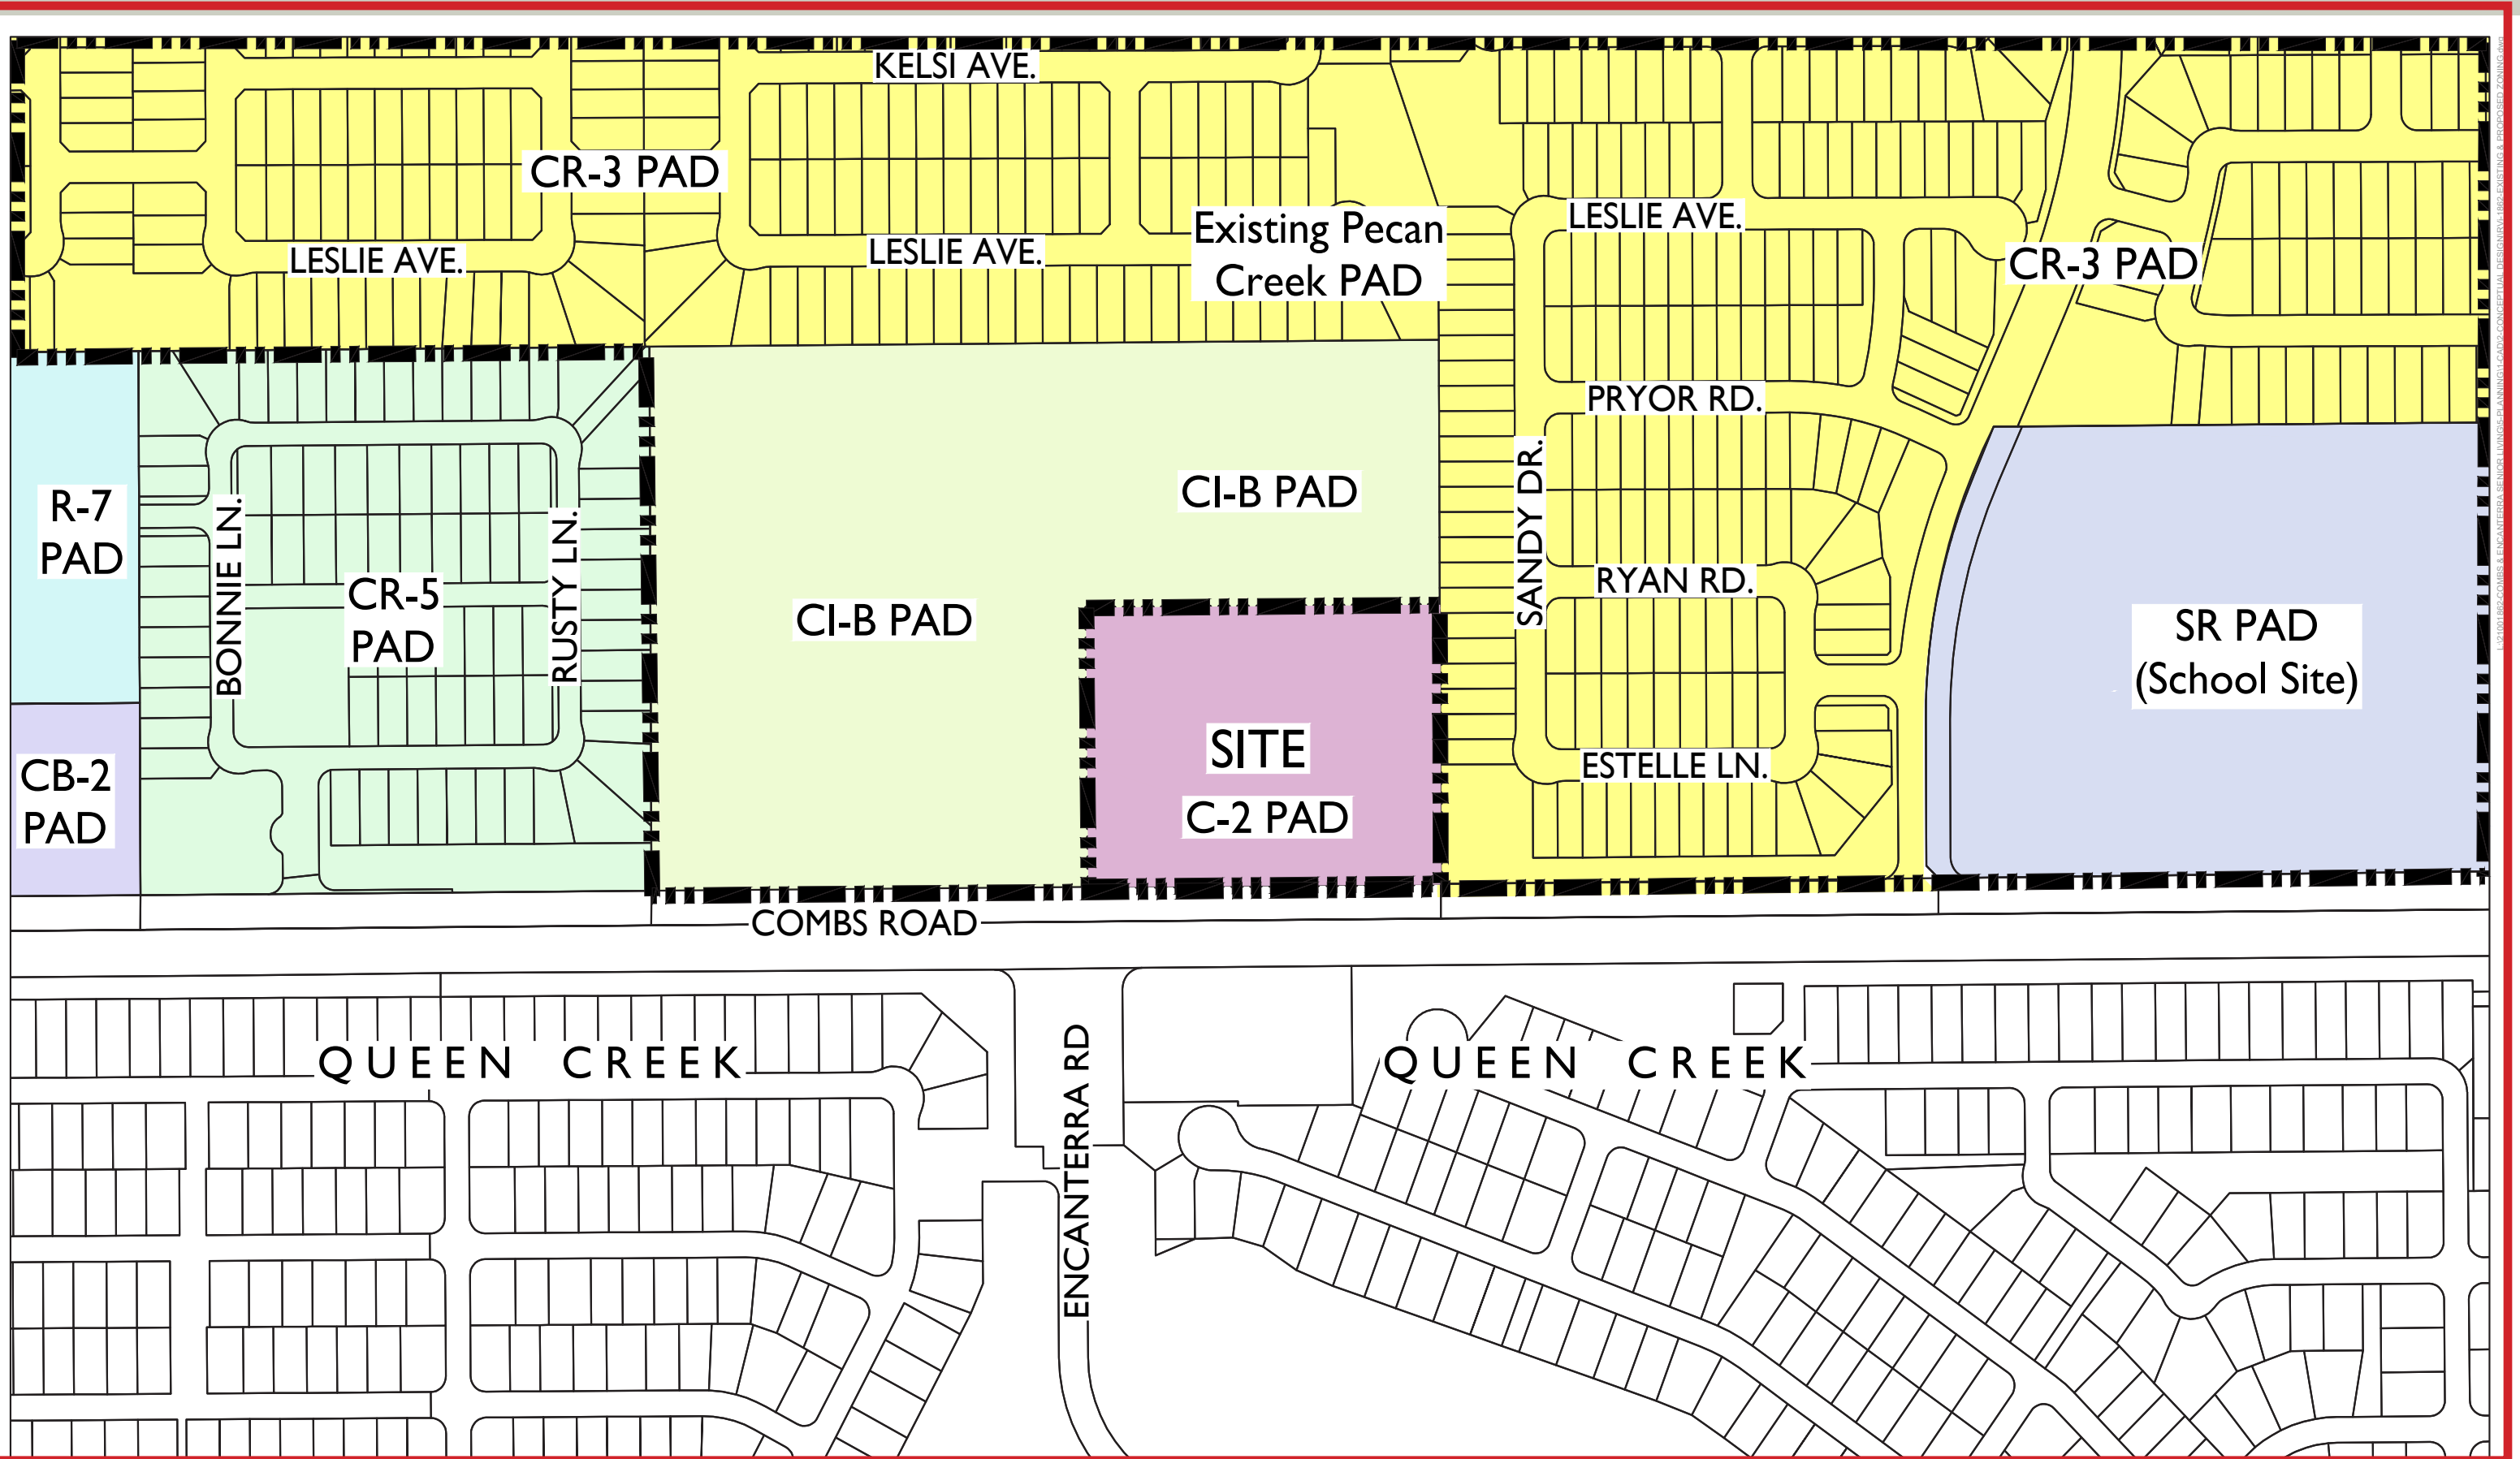 KELSI AVE.
CR-3 PAD
LESLIE AVE.
LESLIE AVE.
Existing Pecan
Creek PAD
LESLIE AVE.
CR-3 PAD
PRYOR RD.
SANDY DR.
RYAN RD.
ESTELLE LN.
R-7
PAD
BONNIE LN.
CR-5
PAD
RUSTY LN.
CI-B PAD
CI-B PAD
SR PAD
(School Site)
CB-2
PAD
SITE
C-2 PAD
COMBS ROAD
QUEEN CREEK
ENCANTERRA RD
QUEEN CREEK